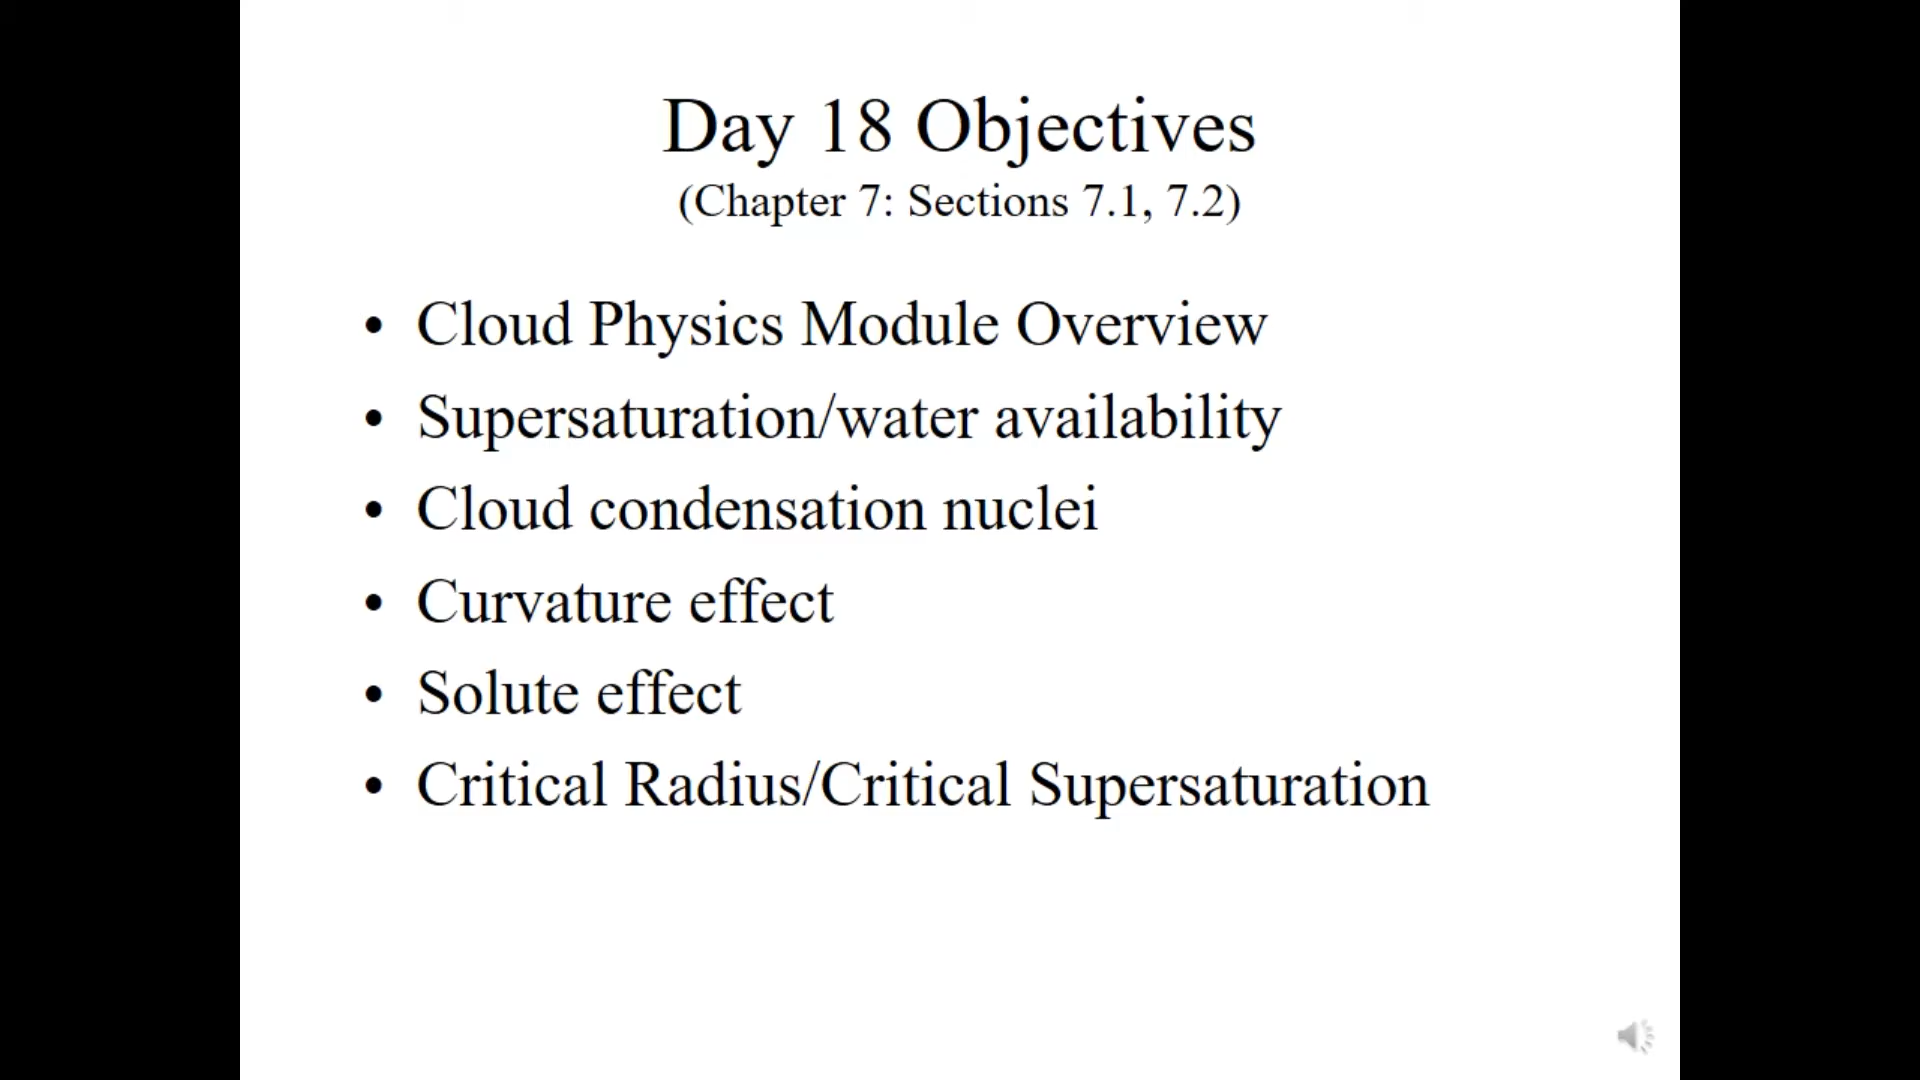 Day 18 Objectives
(Chapter 7: Sections 7.1, 7.2)
• Cloud Physics Module Overview
• Supersaturation/water availability
• Cloud condensation nuclei
• Curvature effect
• Solute effect
• Critical Radius/Critical Supersaturation